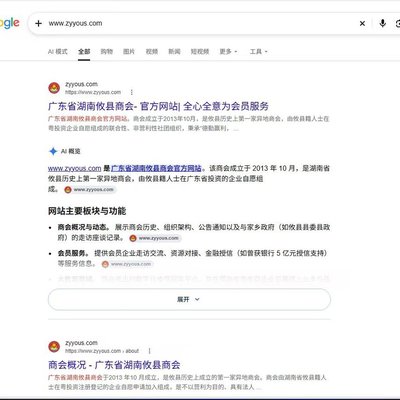 ogle
www.zyyous.com
AI 模式 全部 购物 图片 视频 新闻 短视频 更多 工具
zyyous.com
https://www.zyyous.com
广东省湖南攸县商会- 官方网站| 全心全意为会员服务
广东省湖南攸县商会官方网站。商会成立于2013年10月，是攸县历史上第一家异地商会，由攸县籍人士在
粤投资企业自愿组成的联合性、非营利性社团组织，秉承"德勤赢利， ...
AI 概览
www.zyyous.com 是广东省湖南攸县商会官方网站。该商会成立于 2013 年 10 月，是湖南省
攸县历史上第一家异地商会，由攸县籍人士在广东省投资的企业自愿组
成。 www.zyyous.com
网站主要板块与功能
商会概况与动态。 展示商会历史、组织架构、公告通知以及与家乡政府（如攸县县委县政
府）的走访座谈记录。 www.zyyous.com
会员服务。 提供会员企业走访交流、资源对接、金融授信（如曾获银行 5 亿元授信支持）
等服务信息。 www.zyyous.com
展开
zyyous.com
https://www.zyyous.com › about
商会概况 - 广东省湖南攸县商会
广东省湖南攸县商会于2013 年10 月成立，是攸县历史上成立的第一家异地商会。商会由湖南省攸县籍人
士在粤投资注册登记的企业自愿申请加入组成，是不以营利为目的、具有法人 ...